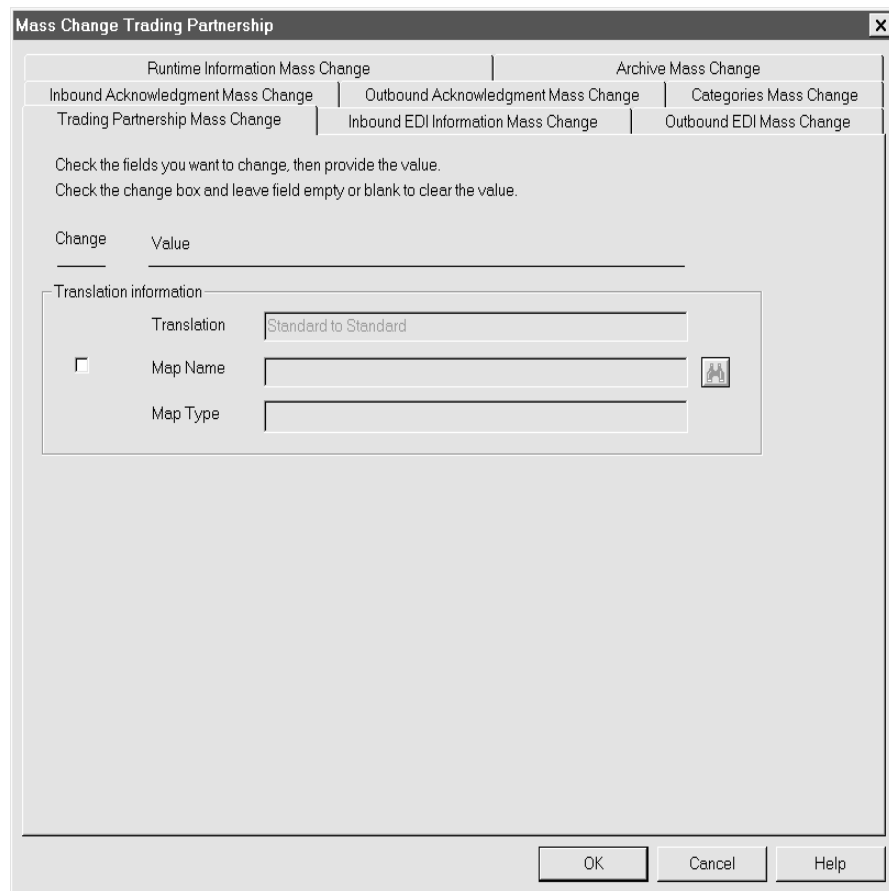 Mass Change Trading Partnership
Runtime Information Mass Change
Archive Mass Change
Inbound Acknowledgment Mass Change
Outbound Acknowledgment Mass Change
Categories Mass Change
Trading Partnership Mass Change
Inbound EDI Information Mass Change
Outbound EDI Mass Change
Check the fields you want to change, then provide the value.
Check the change box and leave field empty or blank to clear the value.
Change
Value
Translation information
Translation
Standard to Standard
Map Name
Map Type
OK
Cancel
Help